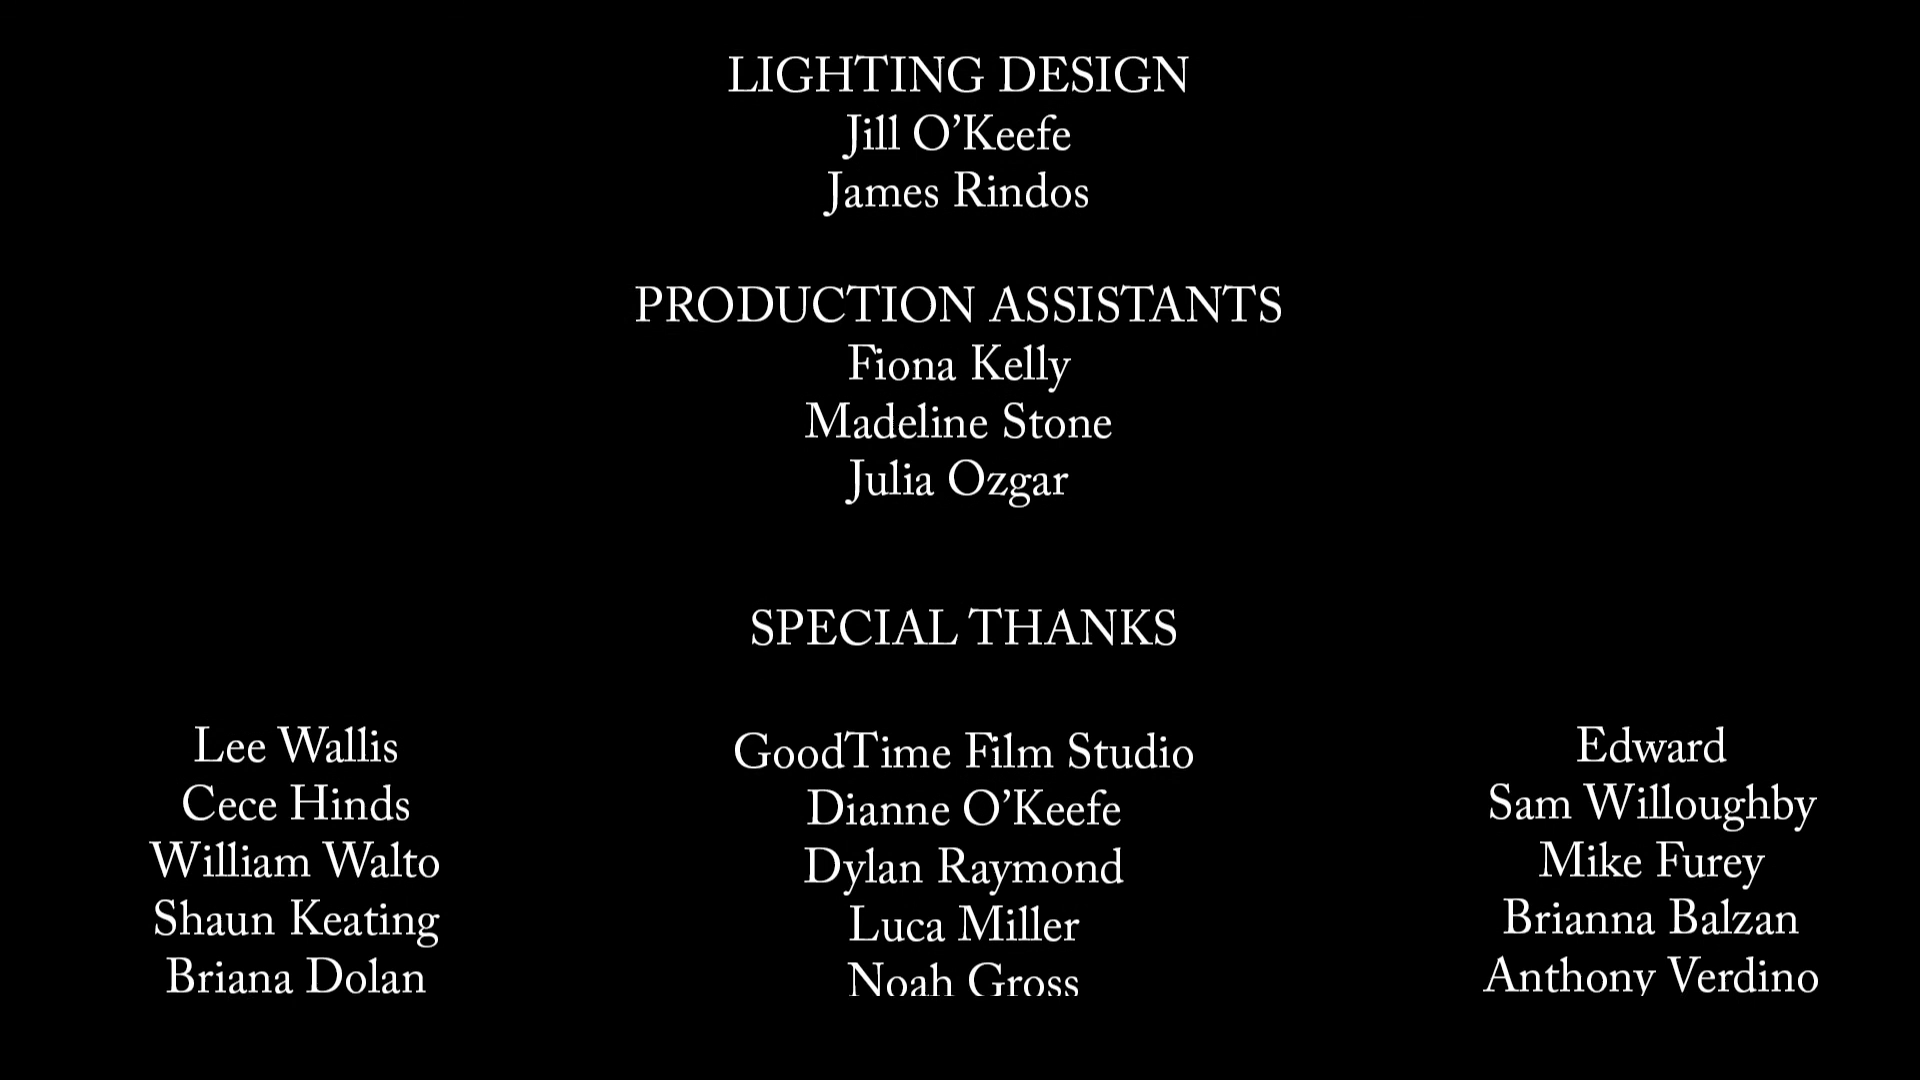 LIGHTING DESIGN
Jill O’Keefe
James Rindos
PRODUCTION ASSISTANTS
Fiona Kelly
Madeline Stone
Julia Ozgar
SPECIAL THANKS
Lee Wallis
Cece Hinds
William Walto
Shaun Keating
Briana Dolan
GoodTime Film Studio
Dianne O’Keefe
Dylan Raymond
Luca Miller
Noah Gross
Edward
Sam Willoughby
Mike Furey
Brianna Balzan
Anthony Verdino